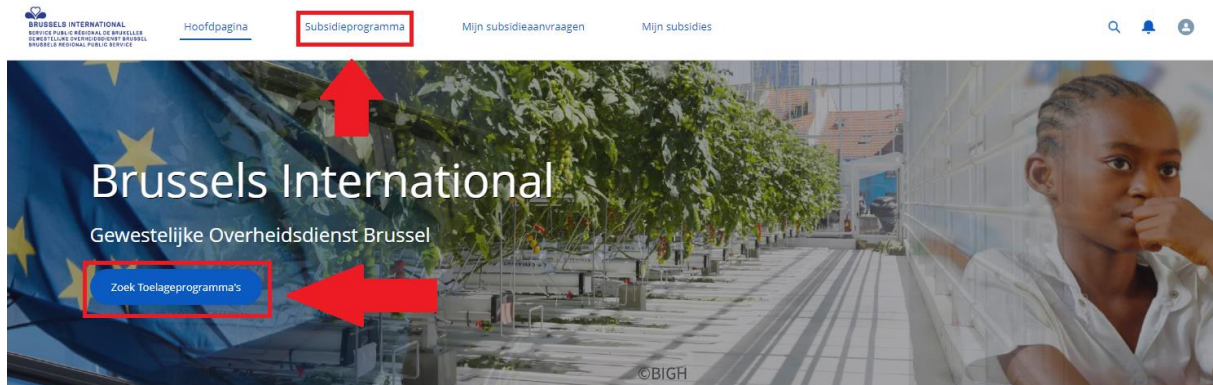 BRUSSELS INTERNATIONAL
SERVICE PUBLIC RÉGIONAL DE BRUXELLES
GEWESTELIJKE OVERHEIDSDIENST BRUSSEL
BRUSSELS REGIONAL PUBLIC SERVICE
Hoofdpagina
Subsidieprogramma
Mijn subsidieaanvragen
Mijn subsidies
Brussels International
Gewestelijke Overheidsdienst Brussel
Zoek Toelageprogramma's
©BIGH